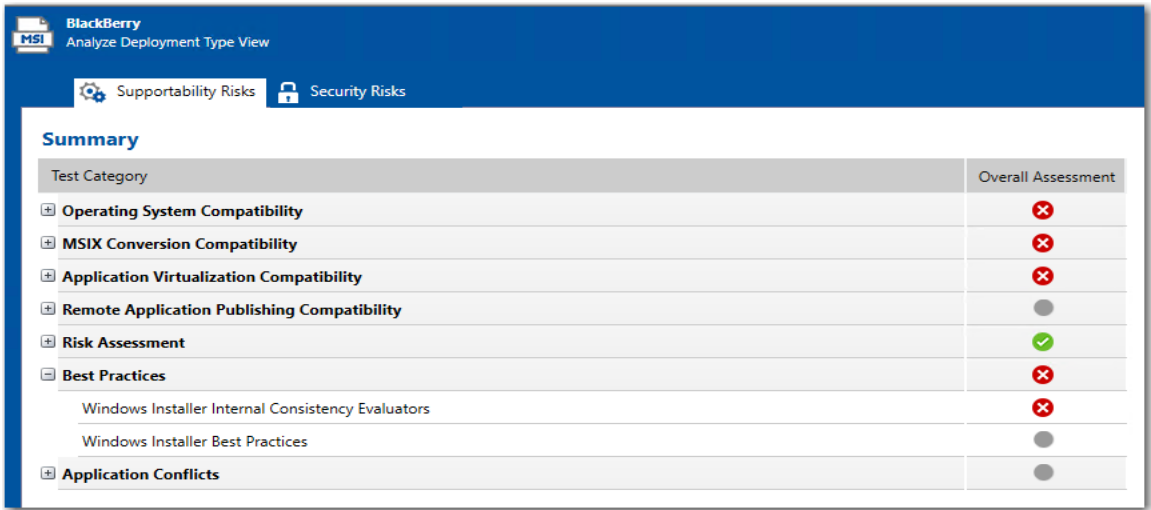 BlackBerry
MSI Analyze Deployment Type View
Supportability Risks Security Risks
Summary
Test Category Overall Assessment
Operating System Compatibility
MSIX Conversion Compatibility
Application Virtualization Compatibility
Remote Application Publishing Compatibility
Risk Assessment
Best Practices
Windows Installer Internal Consistency Evaluators
Windows Installer Best Practices
Application Conflicts